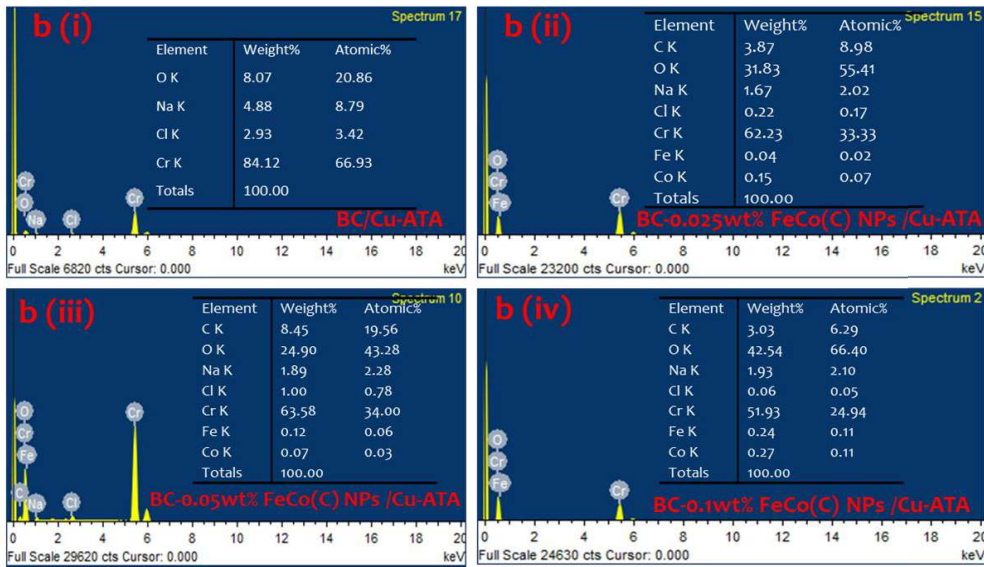 b (i)
Spectrum 17
Element Weight% Atomic%
O K 8.07 20.86
Na K 4.88 8.79
Cl K 2.93 3.42
Cr K 84.12 66.93
Totals 100.00
Cr
O
Na
Cl
Cr
BC/Cu-ATA
0 2 4 6 8 10 12 14 16 18 20
Full Scale 6820 cts Cursor: 0.000 keV
b (ii)
Spectrum 15
Element Weight% Atomic%
C K 3.87 8.98
O K 31.83 55.41
Na K 1.67 2.02
Cl K 0.22 0.17
Cr K 62.23 33.33
Fe K 0.04 0.02
Co K 0.15 0.07
Totals 100.00
O
Cr
Fe
Cr
BC-0.025wt% FeCo(C) NPs /Cu-ATA
0 2 4 6 8 10 12 14 16 18 20
Full Scale 23200 cts Cursor: 0.000 keV
b (iii)
Spectrum 10
Element Weight% Atomic%
C K 8.45 19.56
O K 24.90 43.28
Na K 1.89 2.28
Cl K 1.00 0.78
Cr K 63.58 34.00
Fe K 0.12 0.06
Co K 0.07 0.03
Totals 100.00
O
Cr
Fe
C
Na
Cl
Cr
BC-0.05wt% FeCo(C) NPs /Cu-ATA
0 2 4 6 8 10 12 14 16 18 20
Full Scale 29620 cts Cursor: 0.000 keV
b (iv)
Spectrum 2
Element Weight% Atomic%
C K 3.03 6.29
O K 42.54 66.40
Na K 1.93 2.10
Cl K 0.06 0.05
Cr K 51.93 24.94
Fe K 0.24 0.11
Co K 0.27 0.11
Totals 100.00
O
Cr
Fe
Cr
BC-0.1wt% FeCo(C) NPs /Cu-ATA
0 2 4 6 8 10 12 14 16 18 20
Full Scale 24630 cts Cursor: 0.000 keV